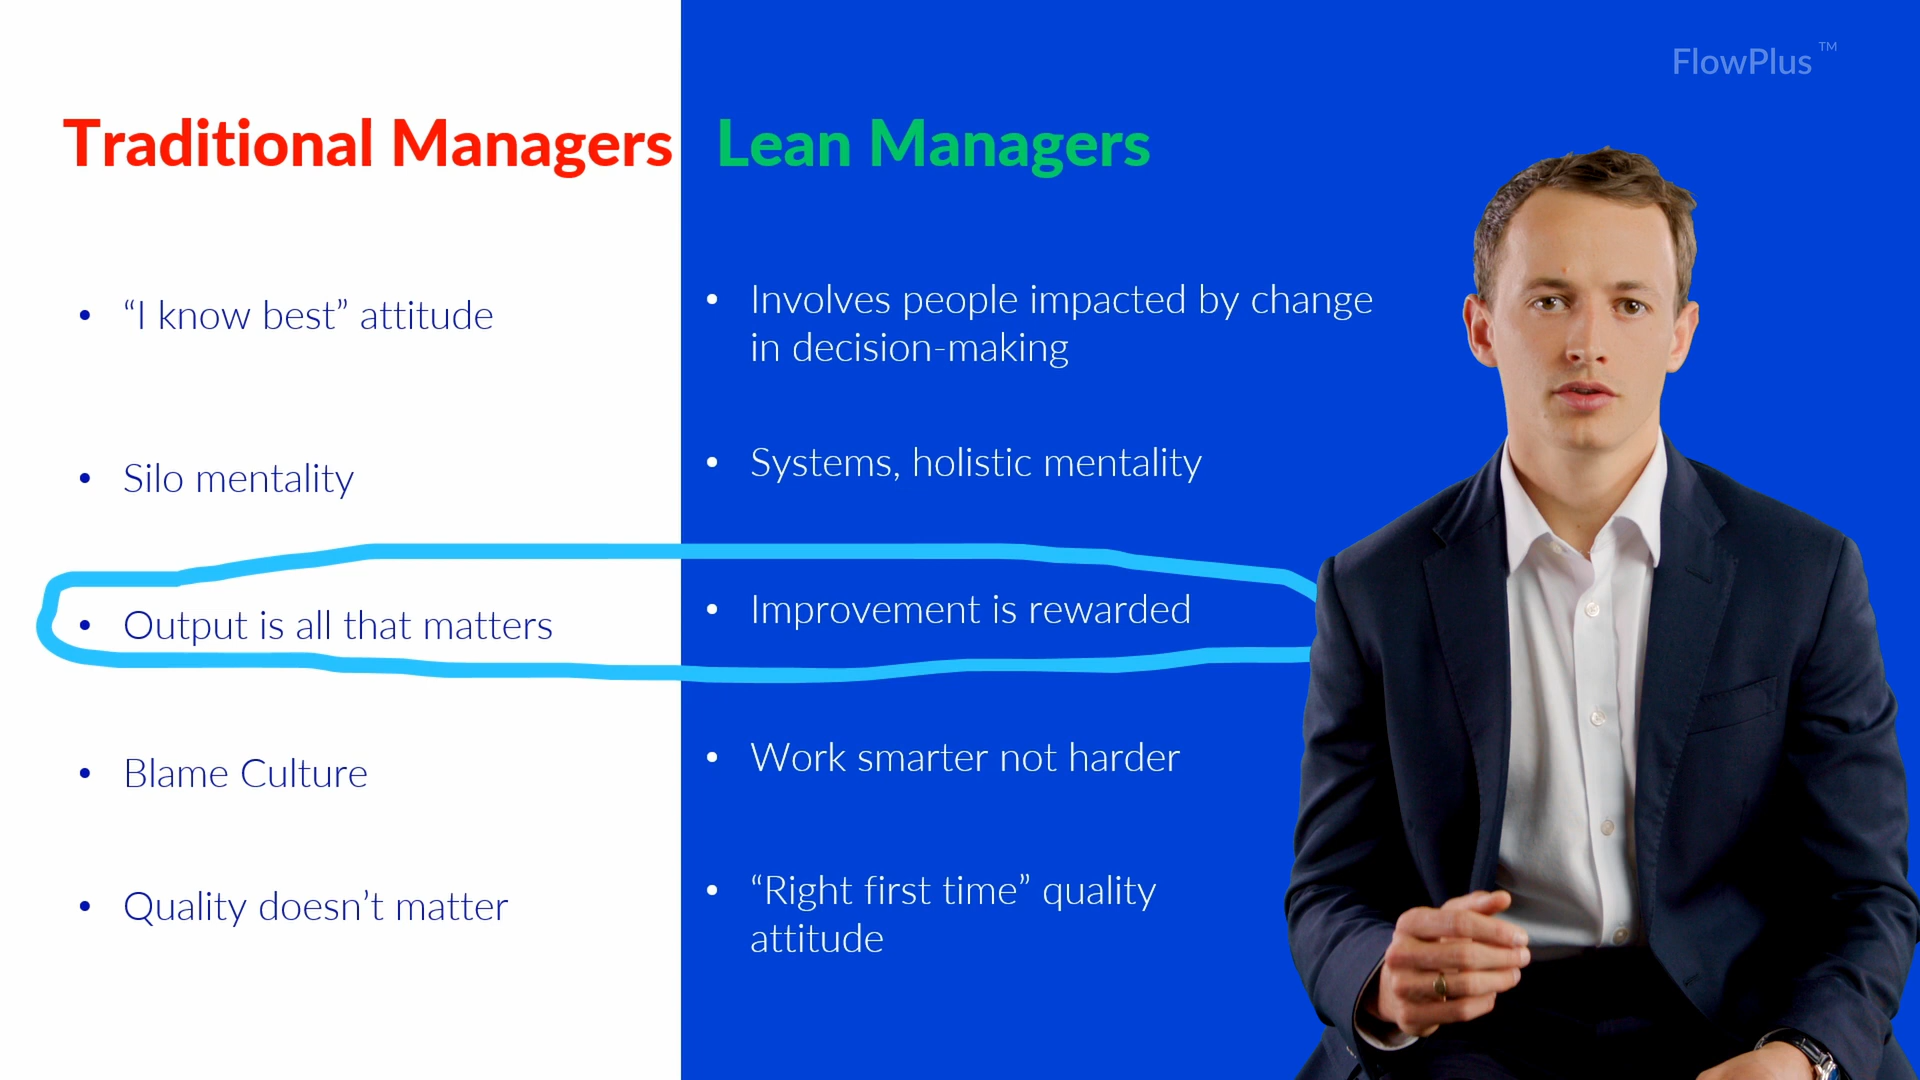 FlowPlus™
Traditional Managers
• “I know best” attitude
• Silo mentality
• Output is all that matters
• Blame Culture
• Quality doesn’t matter
Lean Managers
• Involves people impacted by change
in decision-making
• Systems, holistic mentality
• Improvement is rewarded
• Work smarter not harder
• “Right first time” quality
attitude